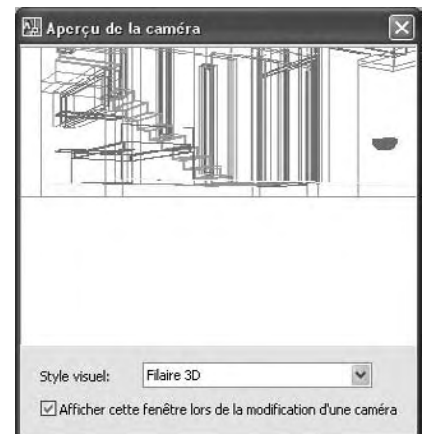 Aperçu de la caméra
Style visuel: Filaire 3D
Afficher cette fenêtre lors de la modification d'une caméra